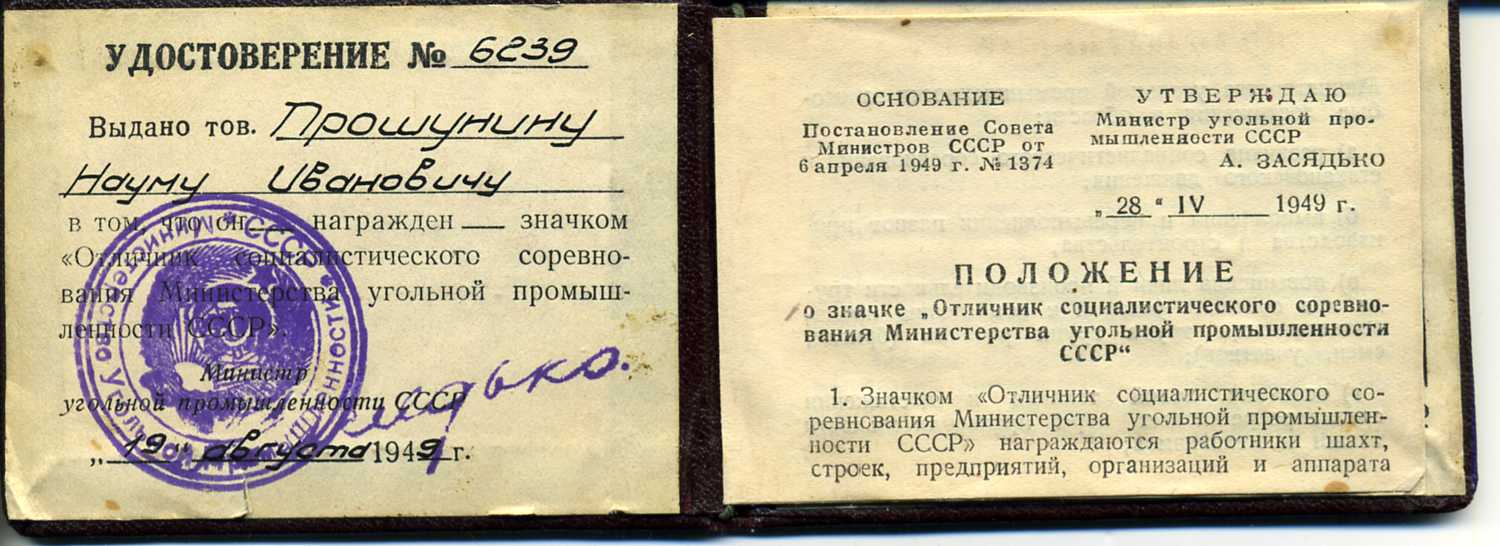 УДОСТОВЕРЕНИЕ № 6239
Выдано тов. Прошунину
Науму Ивановичу
в том, что он награжден значком
«Отличник социалистического соревно-
вания Министерства угольной промыш-
ленности СССР».
Министр
угольной промышленности СССР
„19" августа 1949 г.
ОСНОВАНИЕ
Постановление Совета
Министров СССР от
6 апреля 1949 г. № 1374
УТВЕРЖДАЮ
Министр угольной про-
мышленности СССР
А. ЗАСЯДЬКО
„28" IV 1949 г.
ПОЛОЖЕНИЕ
о значке „Отличник социалистического соревно-
вания Министерства угольной промышленности
СССР"
1. Значком «Отличник социалистического со-
ревнования Министерства угольной промышлен-
ности СССР» награждаются работники шахт,
строек, предприятий, организаций и аппарата